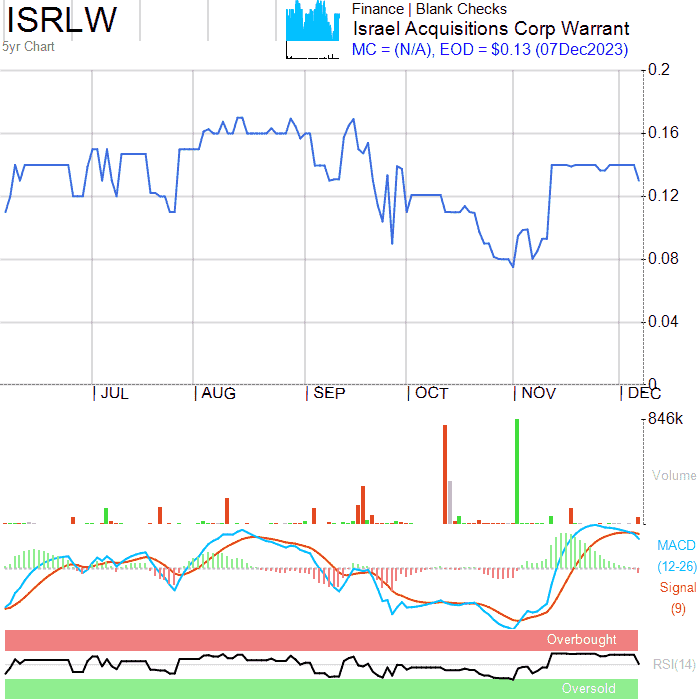 ISRLW
5yr Chart
Finance | Blank Checks
Israel Acquisitions Corp Warrant
MC = (N/A), EOD = $0.13 (07Dec2023)
0.2
0.16
0.12
0.08
0.04
0
JUL AUG SEP OCT NOV DEC
846k
Volume
MACD
(12-26)
Signal
(9)
Overbought
RSI(14)
Oversold